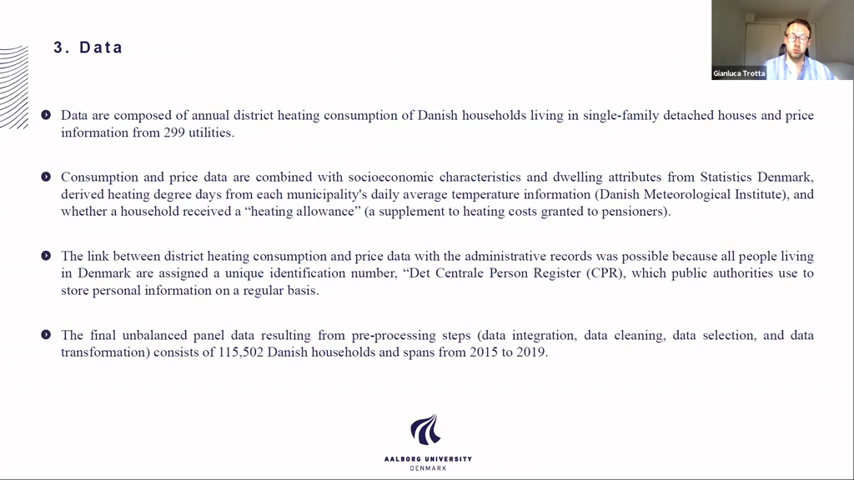 3. Data
Gianluca Trotta
Data are composed of annual district heating consumption of Danish households living in single-family detached houses and price
information from 299 utilities.
Consumption and price data are combined with socioeconomic characteristics and dwelling attributes from Statistics Denmark,
derived heating degree days from each municipality's daily average temperature information (Danish Meteorological Institute), and
whether a household received a “heating allowance” (a supplement to heating costs granted to pensioners).
The link between district heating consumption and price data with the administrative records was possible because all people living
in Denmark are assigned a unique identification number, “Det Centrale Person Register (CPR), which public authorities use to
store personal information on a regular basis.
The final unbalanced panel data resulting from pre-processing steps (data integration, data cleaning, data selection, and data
transformation) consists of 115,502 Danish households and spans from 2015 to 2019.
AALBORG UNIVERSITY
DENMARK